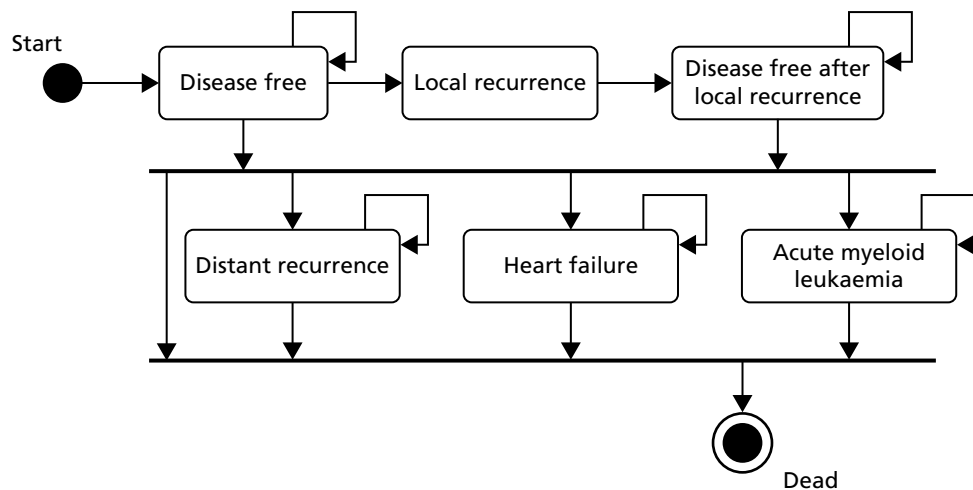 Start
Disease free
Local recurrence
Disease free after
local recurrence
Distant recurrence
Heart failure
Acute myeloid
leukaemia
Dead